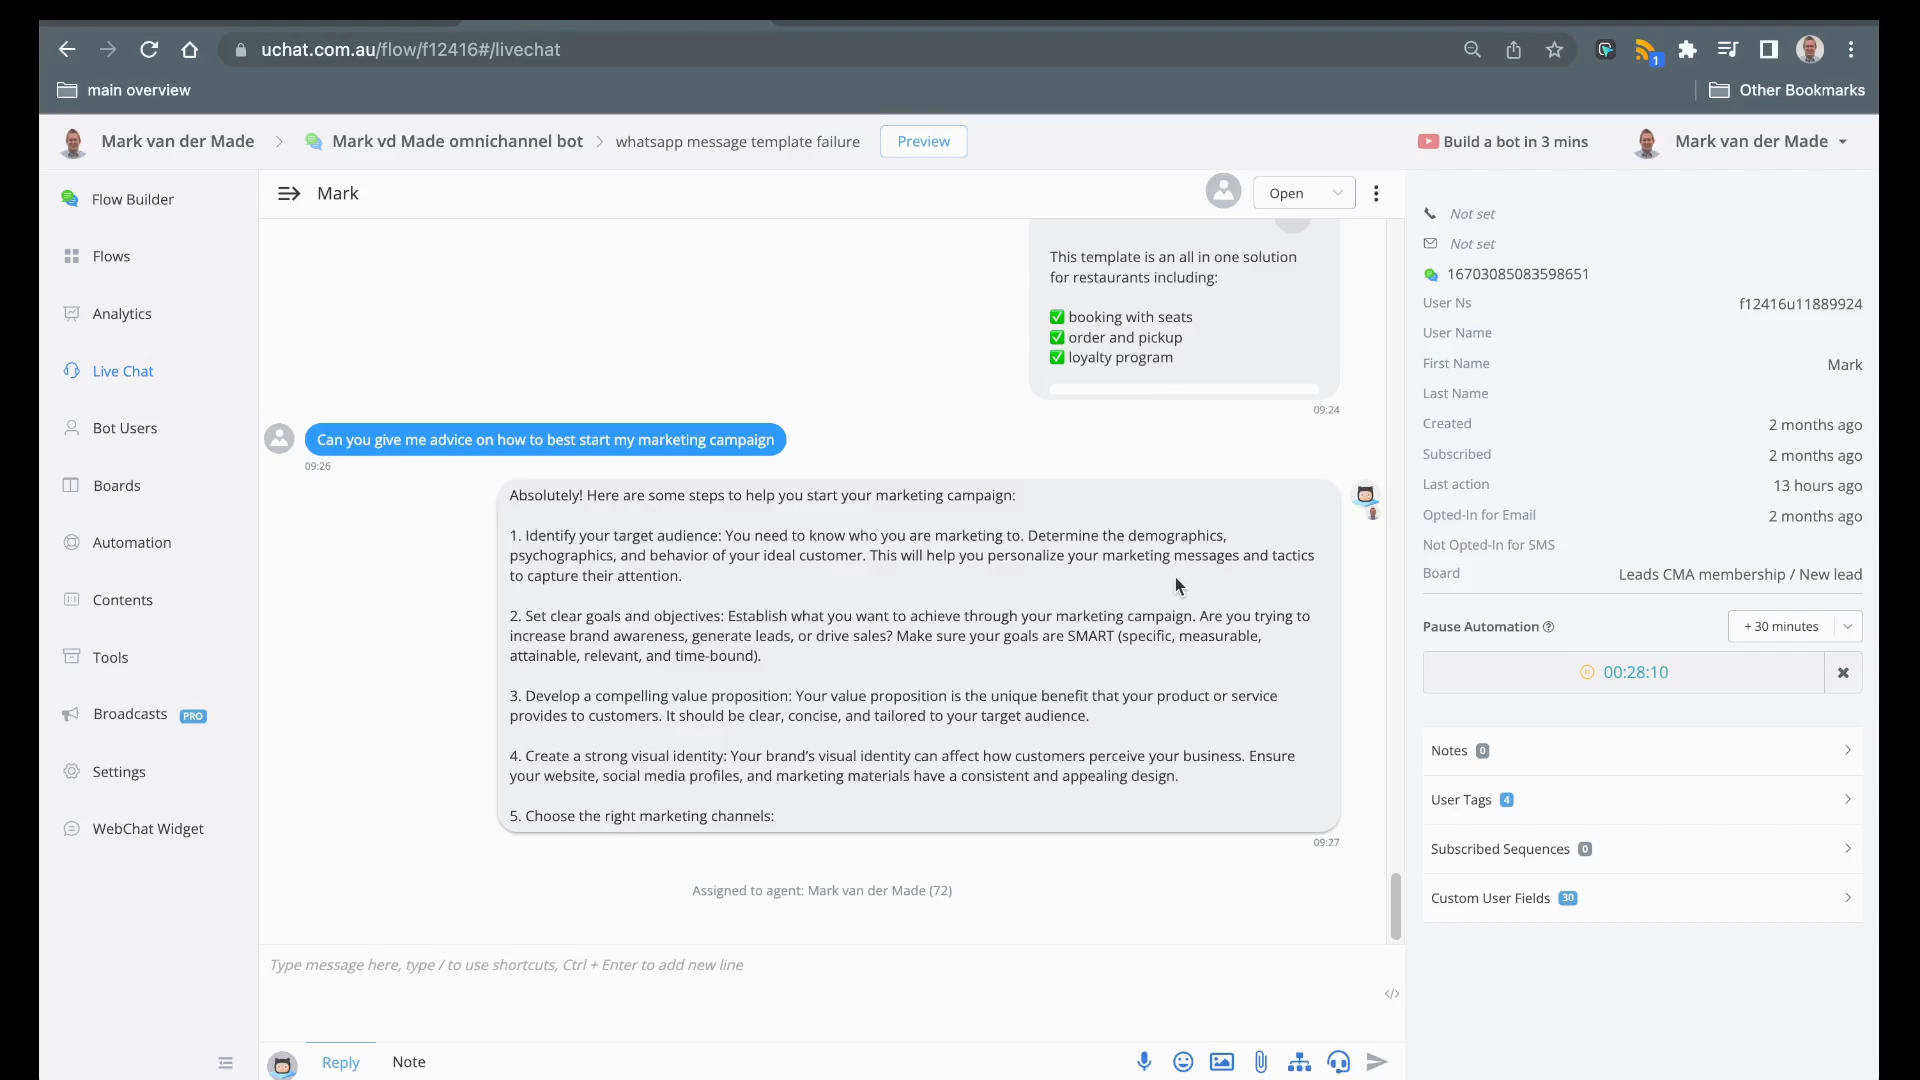 uchat.com.au/flow/f12416#/livechat
1
main overview
Other Bookmarks
Mark van der Made
Mark vd Made omnichannel bot
whatsapp message template failure
Preview
Build a bot in 3 mins
Mark van der Made
Flow Builder
Flows
Analytics
Live Chat
Bot Users
Boards
Automation
Contents
Tools
Broadcasts PRO
Settings
WebChat Widget
Mark
Open
This template is an all in one solution
for restaurants including:
✅ booking with seats
✅ order and pickup
✅ loyalty program
09:24
Can you give me advice on how to best start my marketing campaign
09:26
Absolutely! Here are some steps to help you start your marketing campaign:
1. Identify your target audience: You need to know who you are marketing to. Determine the demographics,
psychographics, and behavior of your ideal customer. This will help you personalize your marketing messages and tactics
to capture their attention.
2. Set clear goals and objectives: Establish what you want to achieve through your marketing campaign. Are you trying to
increase brand awareness, generate leads, or drive sales? Make sure your goals are SMART (specific, measurable,
attainable, relevant, and time-bound).
3. Develop a compelling value proposition: Your value proposition is the unique benefit that your product or service
provides to customers. It should be clear, concise, and tailored to your target audience.
4. Create a strong visual identity: Your brand's visual identity can affect how customers perceive your business. Ensure
your website, social media profiles, and marketing materials have a consistent and appealing design.
5. Choose the right marketing channels:
09:27
Assigned to agent: Mark van der Made (72)
Type message here, type / to use shortcuts, Ctrl + Enter to add new line
</>
Reply
Note
Not set
Not set
16703085083598651
User Ns f12416u11889924
User Name
First Name Mark
Last Name
Created 2 months ago
Subscribed 2 months ago
Last action 13 hours ago
Opted-In for Email 2 months ago
Not Opted-In for SMS
Board Leads CMA membership / New lead
Pause Automation + 30 minutes
00:28:10
Notes 0
User Tags 4
Subscribed Sequences 0
Custom User Fields 30